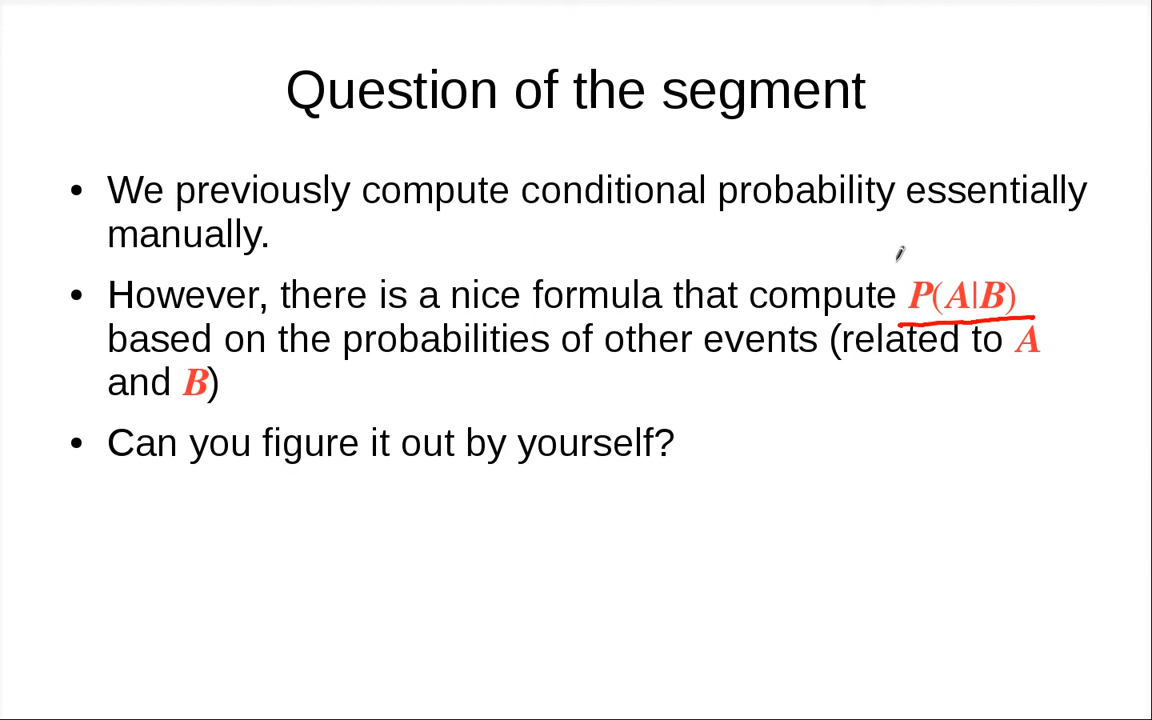 Question of the segment
• We previously compute conditional probability essentially
manually.
• However, there is a nice formula that compute P(A|B)
based on the probabilities of other events (related to A
and B)
• Can you figure it out by yourself?